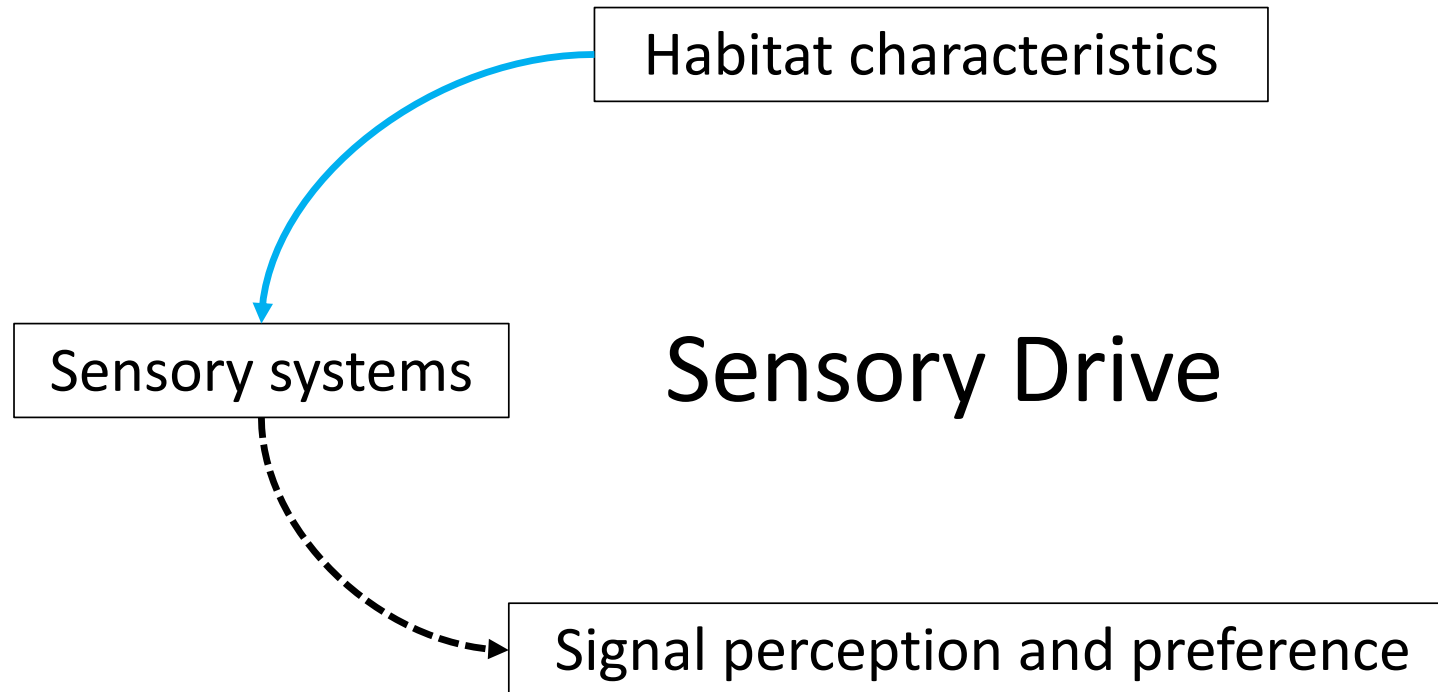 Habitat characteristics
Sensory systems
Sensory Drive
Signal perception and preference